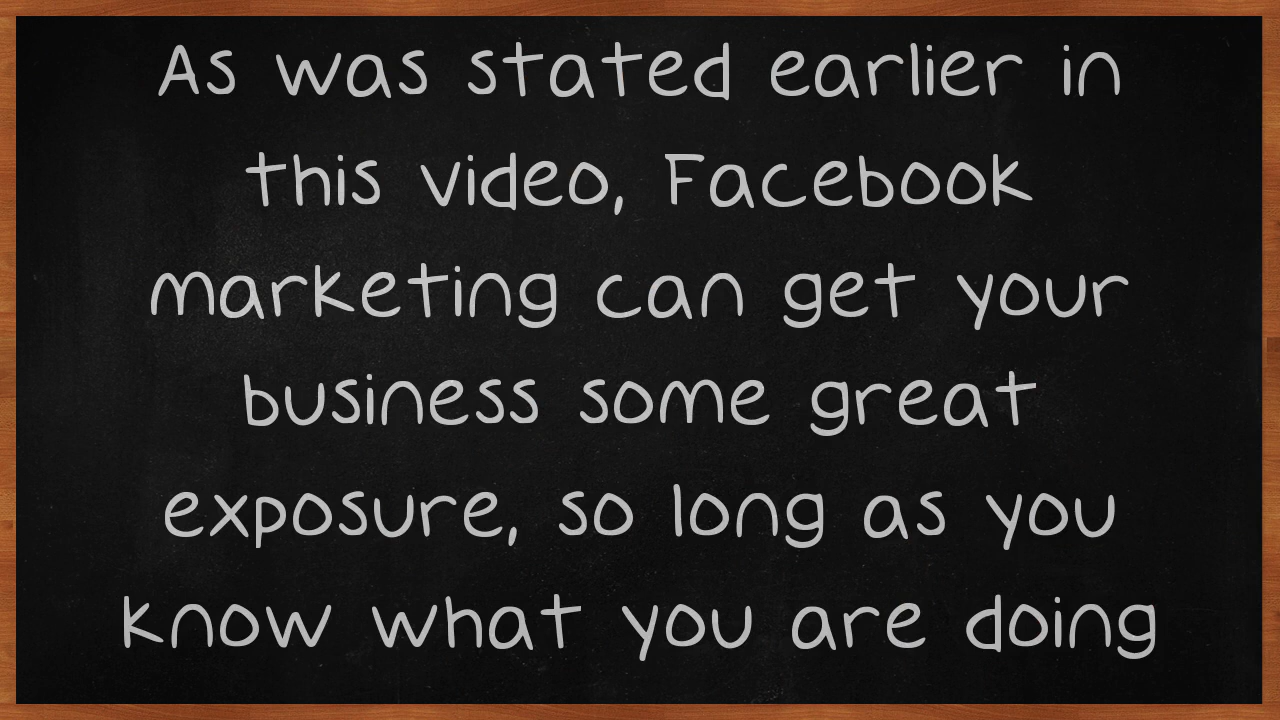 As was stated earlier in
this video, Facebook
marketing can get your
business some great
exposure, so long as you
know what you are doing